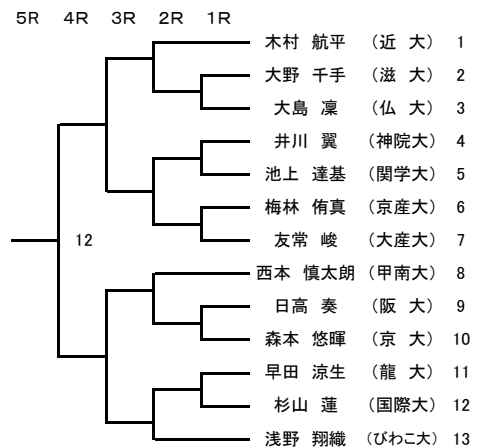 5R 4R 3R 2R 1R
木村 航平 (近 大) 1
大野 千手 (滋 大) 2
大島 凜 (仏 大) 3
井川 翼 (神院大) 4
池上 達基 (関学大) 5
梅林 侑真 (京産大) 6
友常 峻 (大産大) 7
12
西本 慎太朗 (甲南大) 8
日高 奏 (阪 大) 9
森本 悠暉 (京 大) 10
早田 涼生 (龍 大) 11
杉山 蓮 (国際大) 12
浅野 翔織 (びわこ大) 13